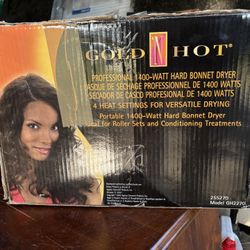 GOLD N HOT
PROFESSIONAL 1400-WATT HARD BONNET DRYER
CASQUE DE SÉCHAGE PROFESSIONNEL DE 1400 WATTS
SECADOR DE CASCO PROFESIONAL DE 1400 WATTS
4 HEAT SETTINGS FOR VERSATILE DRYING
Portable 1400-Watt Hard Bonnet Dryer
Ideal for Roller Sets and Conditioning Treatments
255270
Model GH2270